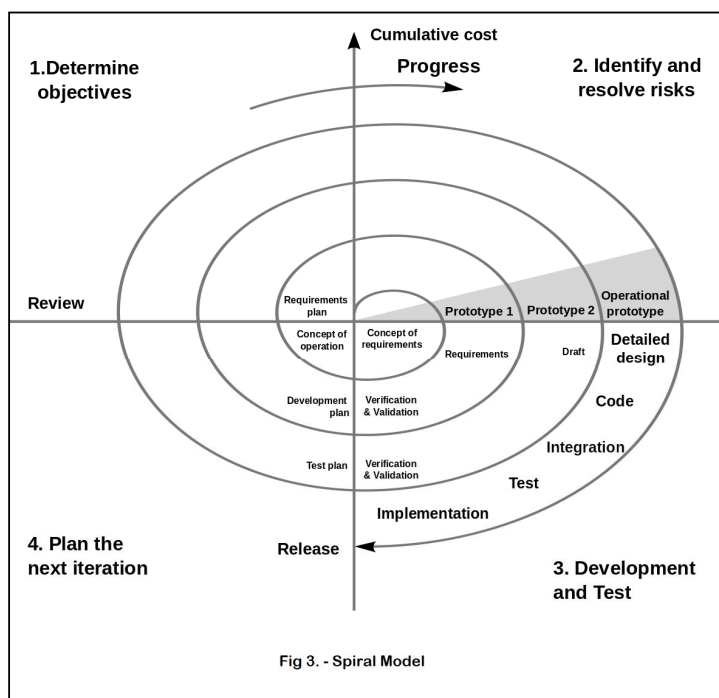 Cumulative cost
1.Determine
objectives
Progress
2. Identify and
resolve risks
Review
Requirements
plan
Prototype 1
Prototype 2
Operational
prototype
Concept of
operation
Concept of
requirements
Requirements
Draft
Detailed
design
Development
plan
Verification
& Validation
Code
Test plan
Verification
& Validation
Integration
Test
Implementation
4. Plan the
next iteration
Release
3. Development
and Test
Fig 3. - Spiral Model